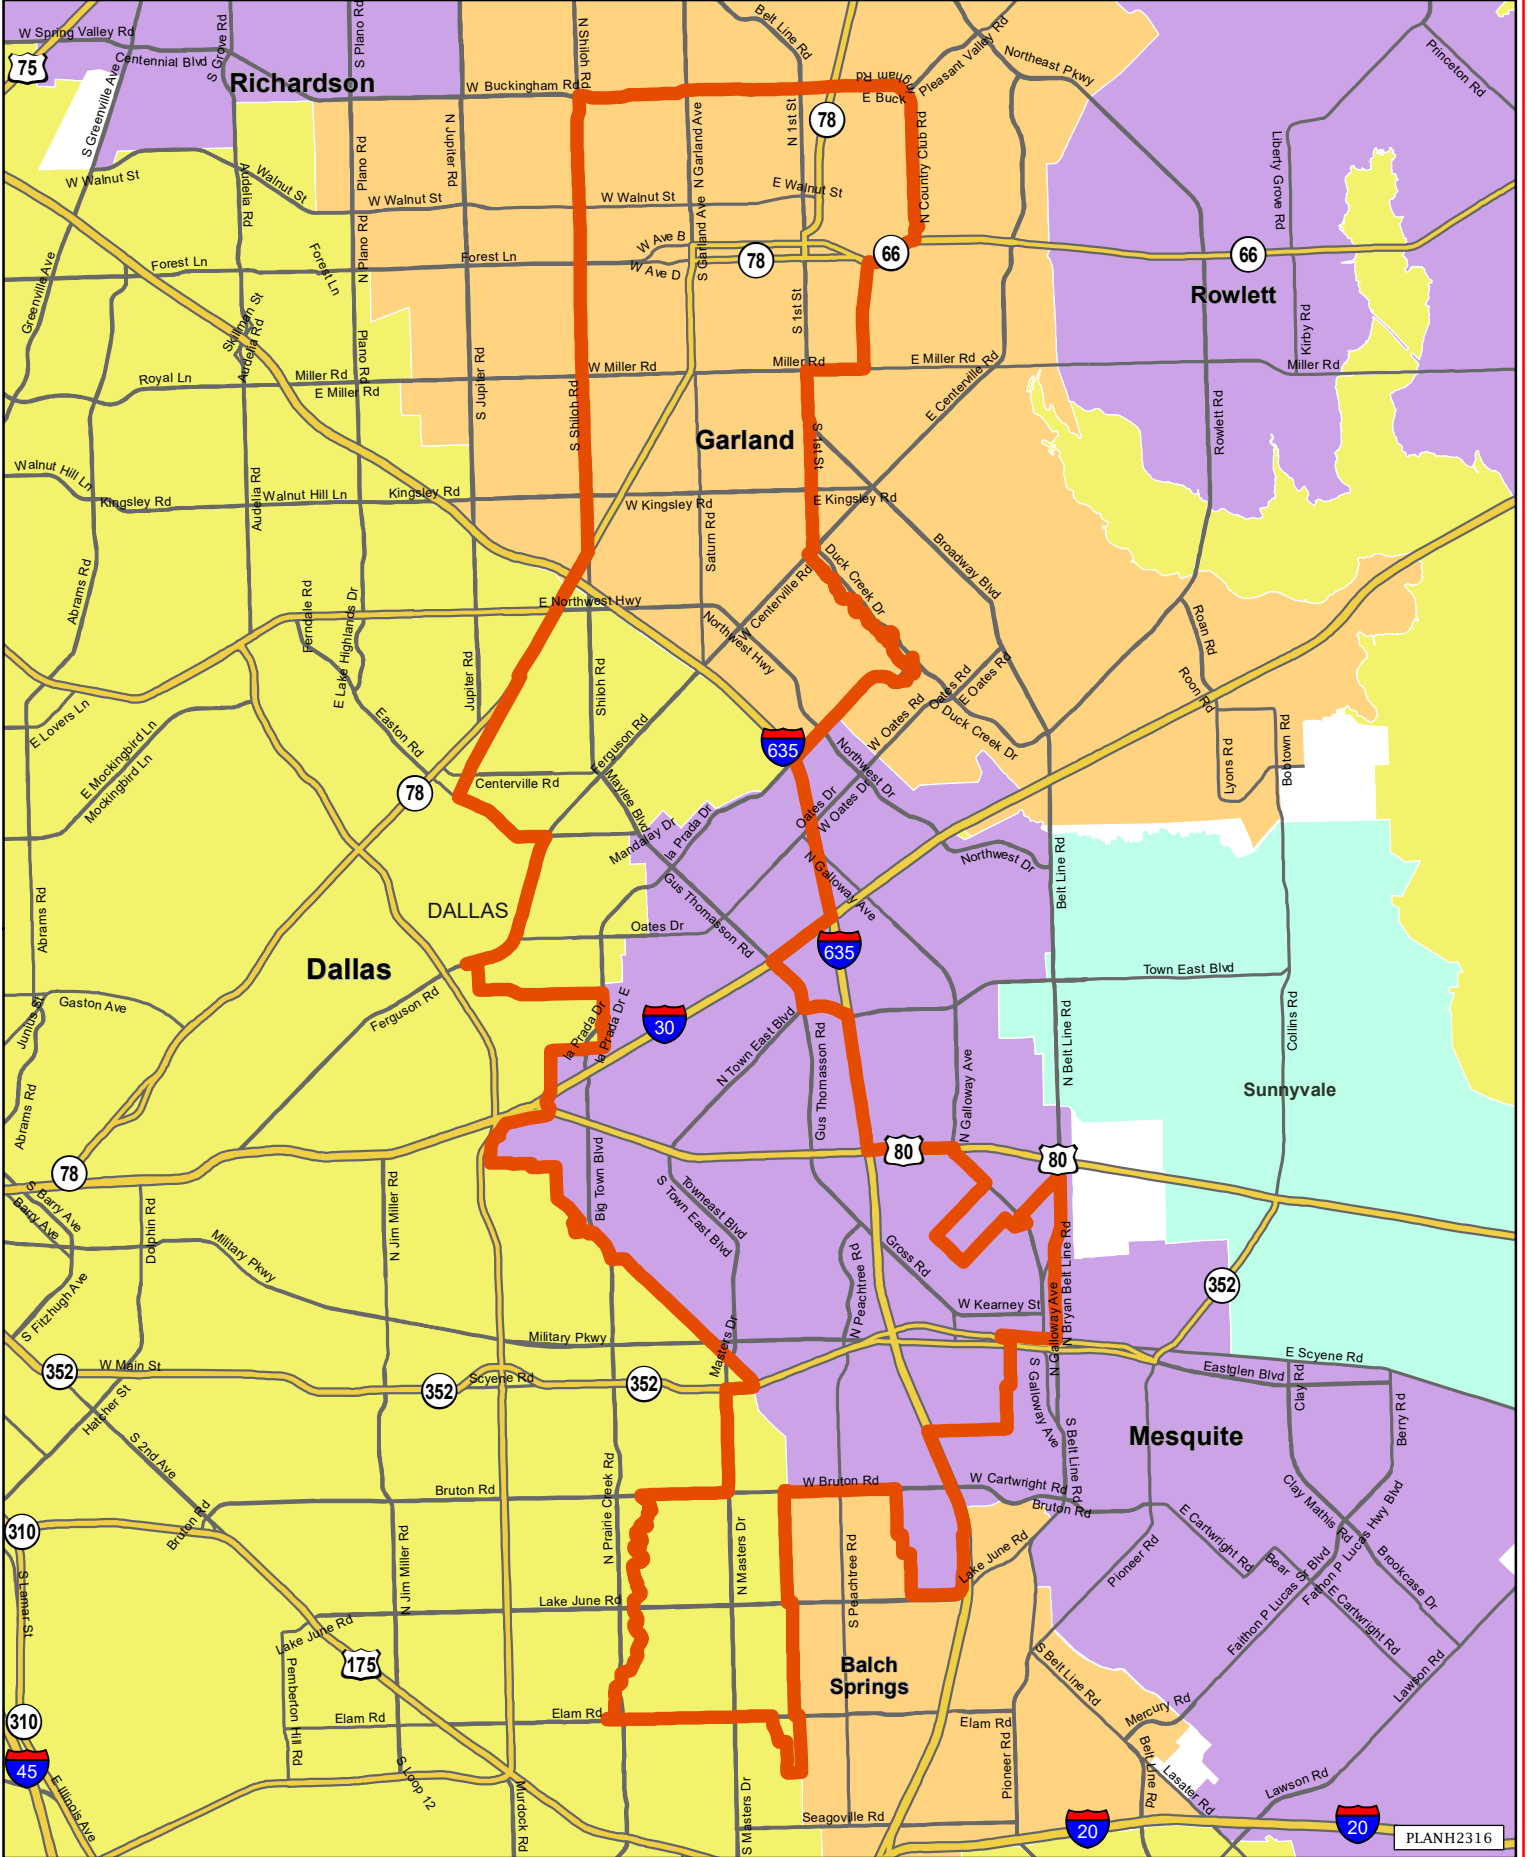 W Spring Valley Rd
75
Centennial Blvd
S Grove Rd
S Plano Rd
Richardson
N Shiloh Rd
W Buckingham Rd
Belt Line Rd
78
E Buck
ngham Rd
Pleasant Valley Rd
Northeast Pkwy
Princeton Rd
S Greenville Ave
W Walnut St
Audelia Rd
Walnut St
Plano Rd
N Jupiter Rd
W Walnut St
W Walnut St
N Garland Ave
N 1st St
E Walnut St
N Country Club Rd
Liberty Grove Rd
Greenville Ave
Forest Ln
Forest Ln
N Plano Rd
Forest Ln
W Ave B
W Ave D
S Garland Ave
78
66
66
Rowlett
Skillman St
Audelia Rd
Plano Rd
S 1st St
Kirby Rd
Royal Ln
Miller Rd
E Miller Rd
S Jupiter Rd
S Shiloh Rd
W Miller Rd
Miller Rd
E Miller Rd
E Centerville Rd
Miller Rd
Rowlett Rd
Garland
S 1st St
Walnut Hill Ln
Kingsley Rd
Audelia Rd
Walnut Hill Ln
Kingsley Rd
W Kingsley Rd
E Kingsley Rd
Saturn Rd
Abrams Rd
Ferndale Rd
E Lake Highlands Dr
E Northwest Hwy
Northwest Hwy
W Centerville Rd
Duck Creek Dr
Broadway Blvd
Roan Rd
Roon Rd
Jupiter Rd
Shiloh Rd
E Lovers Ln
E Mockingbird Ln
Mockingbird Ln
Easton Rd
78
Centerville Rd
Ferguson Rd
Maylee Blvd
635
Northwest Dr
W Oates Rd
Oates Rd
E Oates Rd
Duck Creek Dr
Lyons Rd
Bobtown Rd
Mandalay Dr
la Prada Dr
Oates Dr
W Oates Dr
N Galloway Ave
Northwest Dr
Belt Line Rd
Abrams Rd
DALLAS
Dallas
Gus Thomasson Rd
Oates Dr
635
Town East Blvd
Gaston Ave
Junius St
Ferguson Rd
la Prada Dr
la Prada Dr E
30
N Town East Blvd
Gus Thomasson Rd
N Galloway Ave
N Belt Line Rd
Collins Rd
Sunnyvale
Abrams Rd
78
S Barry Ave
Barry Ave
Dolphin Rd
N Jim Miller Rd
Big Town Blvd
80
80
Towneast Blvd
S Town East Blvd
Military Pkwy
S Fitzhugh Ave
N Peachtree Rd
Gross Rd
W Kearney St
N Galloway Ave
N Bryan Belt Line Rd
352
Military Pkwy
Masters Dr
352
W Main St
352
Scyene Rd
352
E Scyene Rd
Eastglen Blvd
Clay Rd
Berry Rd
Hatcher St
S 2nd Ave
S Galloway Ave
S Belt Line Rd
Mesquite
Bruton Rd
Bruton Rd
N Prairie Creek Rd
W Bruton Rd
W Cartwright Rd
Bruton Rd
E Cartwright Rd
Clay Mathis Rd
Fathon P Lucas Hwy Blvd
310
S Lamar St
N Jim Miller Rd
N Masters Dr
S Peachtree Rd
Lake June Rd
Pioneer Rd
Bear
Brookcase Dr
E Cartwright Rd
Faithon P Lucas Sr Blvd
Lake June Rd
Lake June Rd
175
Pemberton Hill Rd
Balch
Springs
S Belt Line Rd
Lawson Rd
Mercury Rd
310
Elam Rd
Elam Rd
Elam Rd
Pioneer Rd
45
E Illinois Ave
S Loop 12
Murdock Rd
S Masters Dr
Seagoville Rd
Belt Line Rd
Lasater Rd
Lawson Rd
20
20
PLANH2316